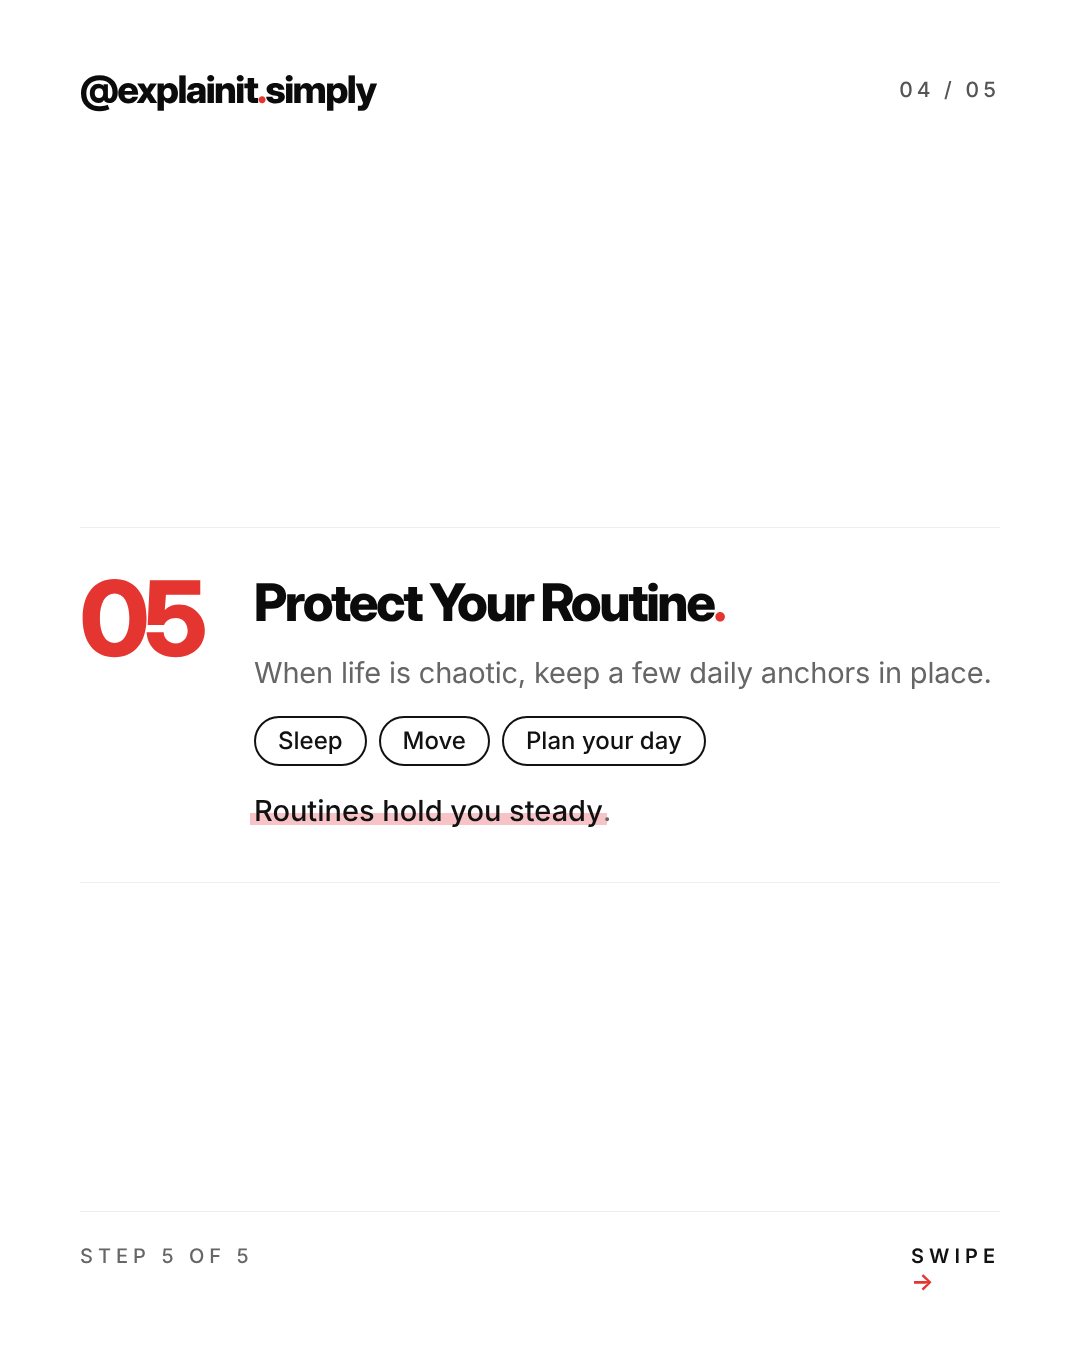 @explainit.simply
04 / 05
05
Protect Your Routine.
When life is chaotic, keep a few daily anchors in place.
Sleep
Move
Plan your day
Routines hold you steady.
STEP 5 OF 5
SWIPE
→